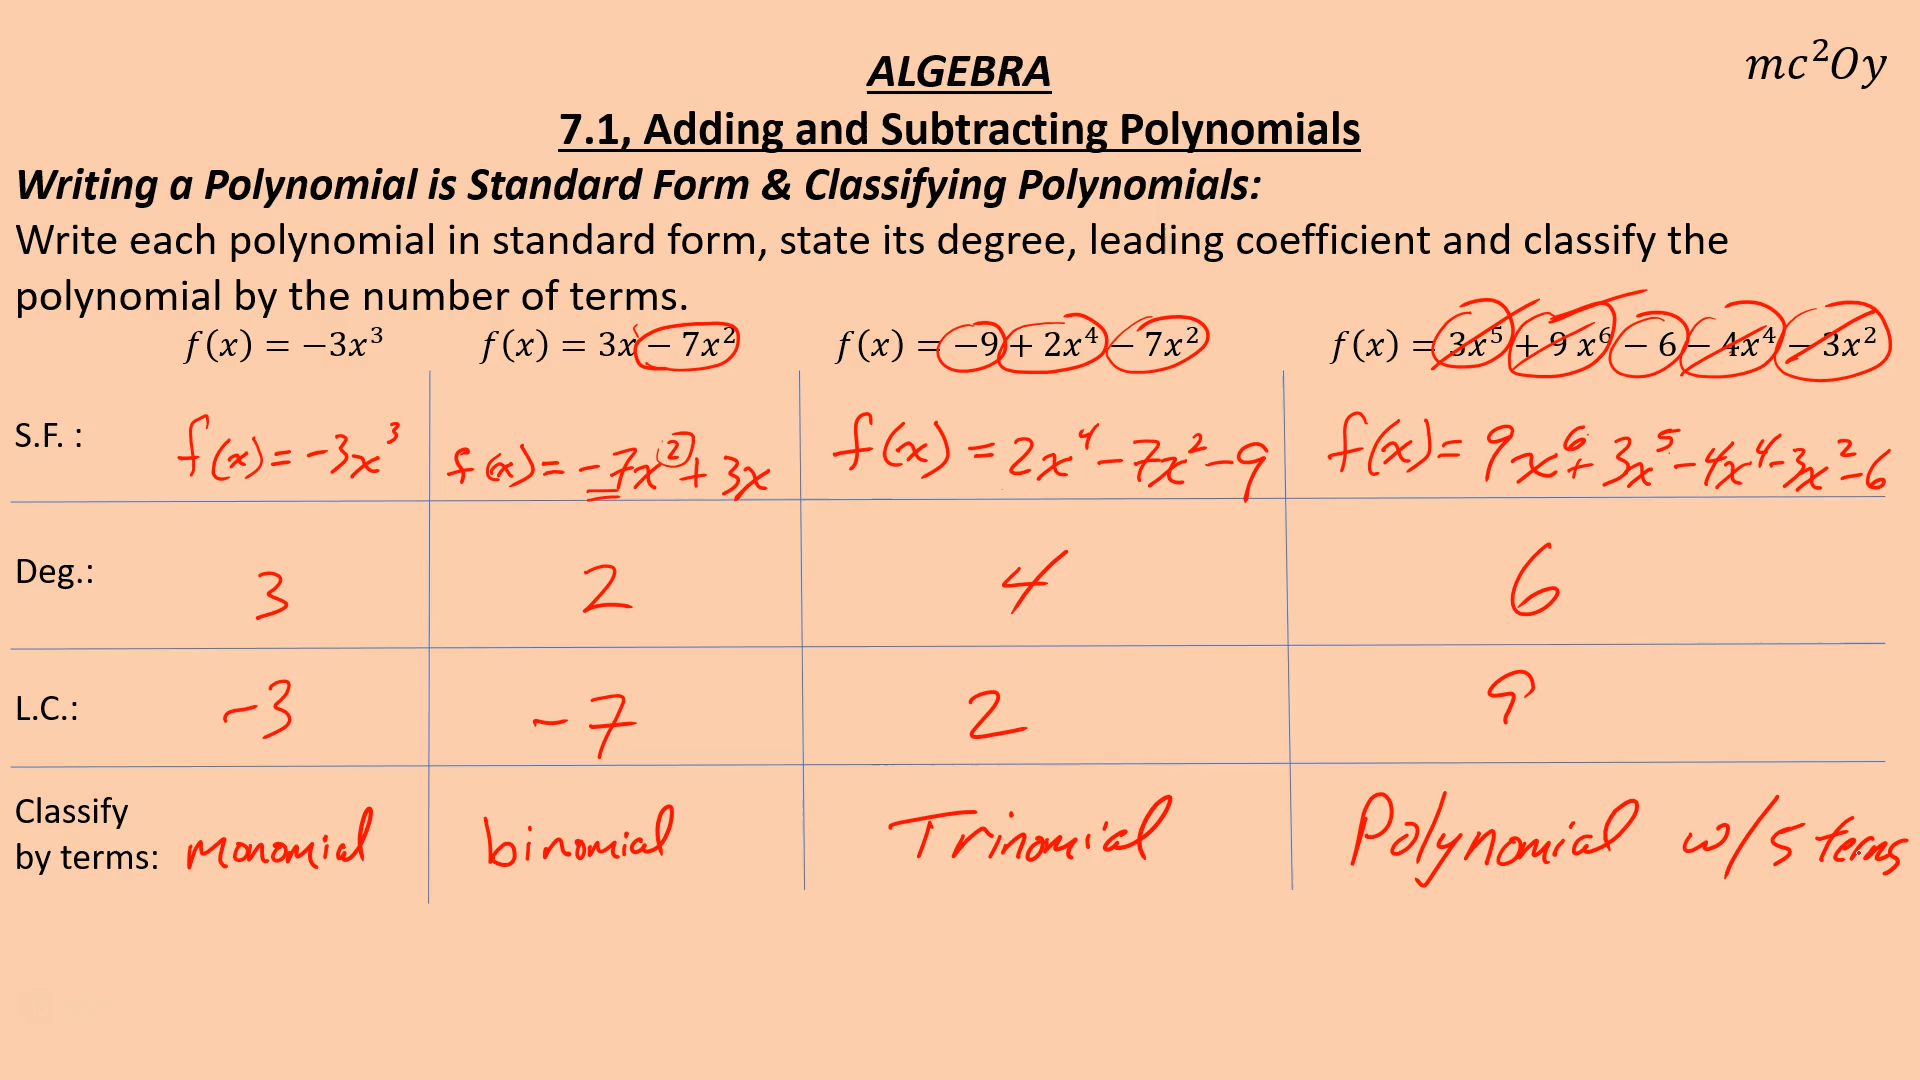 ALGEBRA
mc²Oy
7.1, Adding and Subtracting Polynomials
Writing a Polynomial is Standard Form & Classifying Polynomials:
Write each polynomial in standard form, state its degree, leading coefficient and classify the
polynomial by the number of terms.
f(x) = −3x³ f(x) = 3x − 7x² f(x) = −9 + 2x⁴ − 7x² f(x) = 3x⁵ + 9 x⁶ − 6 − 4x⁴ − 3x²
S.F. : f(x) = -3x³ f(x) = -7x² + 3x f(x) = 2x⁴ - 7x² - 9 f(x) = 9x⁶ + 3x⁵ - 4x⁴ - 3x² - 6
Deg.: 3 2 4 6
L.C.: -3 -7 2 9
Classify
by terms: monomial binomial Trinomial Polynomial w/ 5 terms